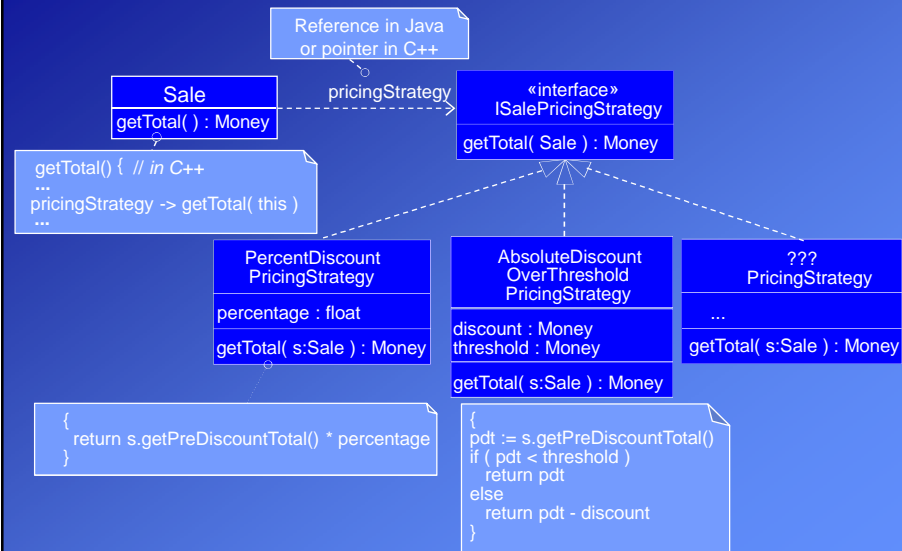 Reference in Java
or pointer in C++
Sale
getTotal( ) : Money
pricingStrategy
«interface»
ISalePricingStrategy
getTotal( Sale ) : Money
getTotal() { // in C++
...
pricingStrategy -> getTotal( this )
...
PercentDiscount
PricingStrategy
percentage : float
getTotal( s:Sale ) : Money
AbsoluteDiscount
OverThreshold
PricingStrategy
discount : Money
threshold : Money
getTotal( s:Sale ) : Money
???
PricingStrategy
...
getTotal( s:Sale ) : Money
{
return s.getPreDiscountTotal() * percentage
}
{
pdt := s.getPreDiscountTotal()
if ( pdt < threshold )
return pdt
else
return pdt - discount
}